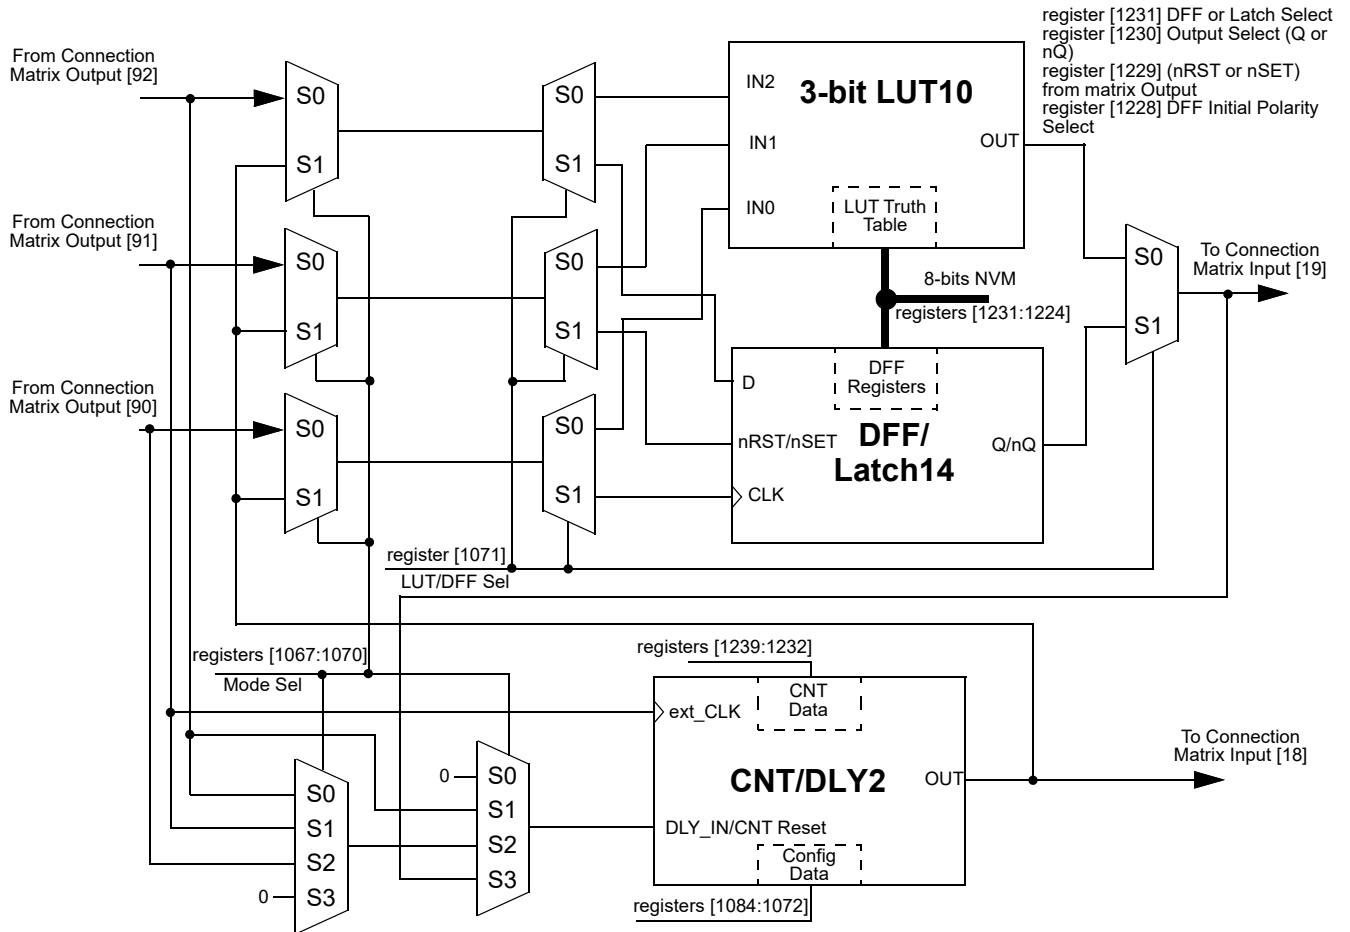 register [1231] DFF or Latch Select
register [1230] Output Select (Q or
nQ)
register [1229] (nRST or nSET)
from matrix Output
register [1228] DFF Initial Polarity
Select
From Connection
Matrix Output [92]
S0
S1
S0
S1
IN2
3-bit LUT10
IN1
OUT
IN0
LUT Truth
Table
From Connection
Matrix Output [91]
S0
S1
S0
S1
8-bits NVM
registers [1231:1224]
S0
S1
To Connection
Matrix Input [19]
From Connection
Matrix Output [90]
S0
S1
S0
S1
D
DFF
Registers
nRST/nSET
DFF/
Latch14
Q/nQ
CLK
register [1071]
LUT/DFF Sel
registers [1067:1070]
Mode Sel
registers [1239:1232]
CNT
Data
ext_CLK
CNT/DLY2
OUT
To Connection
Matrix Input [18]
DLY_IN/CNT Reset
Config
Data
registers [1084:1072]
0
S0
S1
S2
S3
S0
S1
S2
0
S3